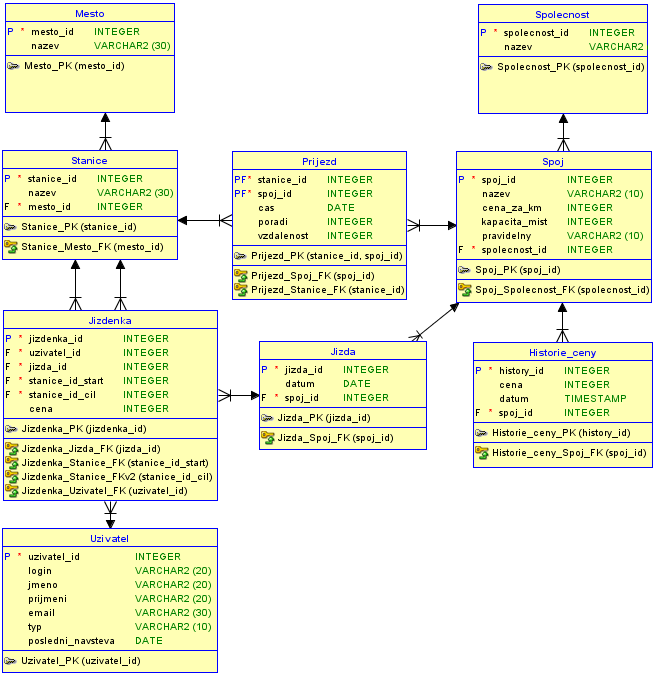 Mesto
P * mesto_id INTEGER
nazev VARCHAR2 (30)
Mesto_PK (mesto_id)
Spolecnost
P * spolecnost_id INTEGER
nazev VARCHAR2
Spolecnost_PK (spolecnost_id)
Stanice
P * stanice_id INTEGER
nazev VARCHAR2 (30)
F * mesto_id INTEGER
Stanice_PK (stanice_id)
Stanice_Mesto_FK (mesto_id)
Prijezd
PF* stanice_id INTEGER
PF* spoj_id INTEGER
cas DATE
poradi INTEGER
vzdalenost INTEGER
Prijezd_PK (stanice_id, spoj_id)
Prijezd_Spoj_FK (spoj_id)
Prijezd_Stanice_FK (stanice_id)
Spoj
P * spoj_id INTEGER
nazev VARCHAR2 (10)
cena_za_km INTEGER
kapacita_mist INTEGER
pravidelny VARCHAR2 (10)
F * spolecnost_id INTEGER
Spoj_PK (spoj_id)
Spoj_Spolecnost_FK (spolecnost_id)
Jizdenka
P * jizdenka_id INTEGER
F * uzivatel_id INTEGER
F * jizda_id INTEGER
F * stanice_id_start INTEGER
F * stanice_id_cil INTEGER
cena INTEGER
Jizdenka_PK (jizdenka_id)
Jizdenka_Jizda_FK (jizda_id)
Jizdenka_Stanice_FK (stanice_id_start)
Jizdenka_Stanice_FKv2 (stanice_id_cil)
Jizdenka_Uzivatel_FK (uzivatel_id)
Jizda
P * jizda_id INTEGER
datum DATE
F * spoj_id INTEGER
Jizda_PK (jizda_id)
Jizda_Spoj_FK (spoj_id)
Historie_ceny
P * history_id INTEGER
cena INTEGER
datum TIMESTAMP
F * spoj_id INTEGER
Historie_ceny_PK (history_id)
Historie_ceny_Spoj_FK (spoj_id)
Uzivatel
P * uzivatel_id INTEGER
login VARCHAR2 (20)
jmeno VARCHAR2 (20)
prijmeni VARCHAR2 (20)
email VARCHAR2 (30)
typ VARCHAR2 (10)
posledni_navsteva DATE
Uzivatel_PK (uzivatel_id)